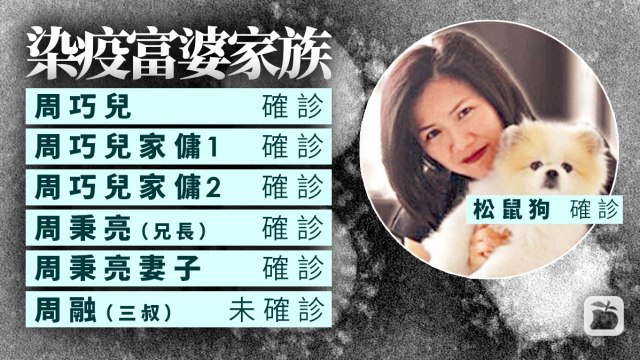 染疫富婆家族
周巧兒 確診
周巧兒家傭1 確診
周巧兒家傭2 確診
周秉亮(兄長) 確診
周秉亮妻子 確診
周融(三叔) 未確診
松鼠狗 確診